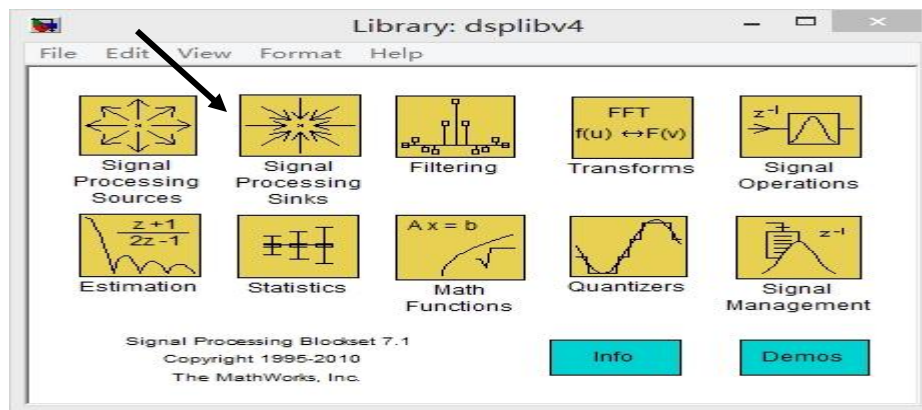 Library: dsplibv4
File Edit View Format Help
FFT
f(u) ↔F(v)
z⁻¹
Signal
Processing
Sources
Signal
Processing
Sinks
Filtering
Transforms
Signal
Operations
z+1
2z-1
Ax = b
√
z⁻¹
Estimation
Statistics
Math
Functions
Quantizers
Signal
Management
Signal Processing Blockset 7.1
Copyright 1995-2010
The MathWorks, Inc.
Info
Demos